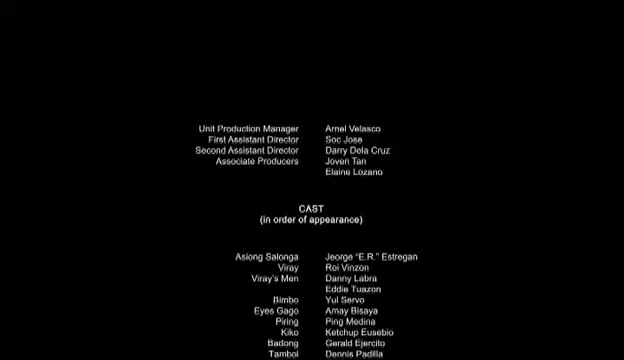 Unit Production Manager Arnel Velasco
First Assistant Director Soc Jose
Second Assistant Director Darry Dela Cruz
Associate Producers Joven Tan
Elaine Lozano
CAST
(in order of appearance)
Asiong Salonga Jeorge "E.R." Estregan
Viray Roi Vinzon
Viray's Men Danny Labra
Eddie Tuazon
Bimbo Yul Servo
Eyes Gago Amay Bisaya
Piring Ping Medina
Kiko Ketchup Eusebio
Badong Gerald Ejercito
Tamboi Dennis Padilla